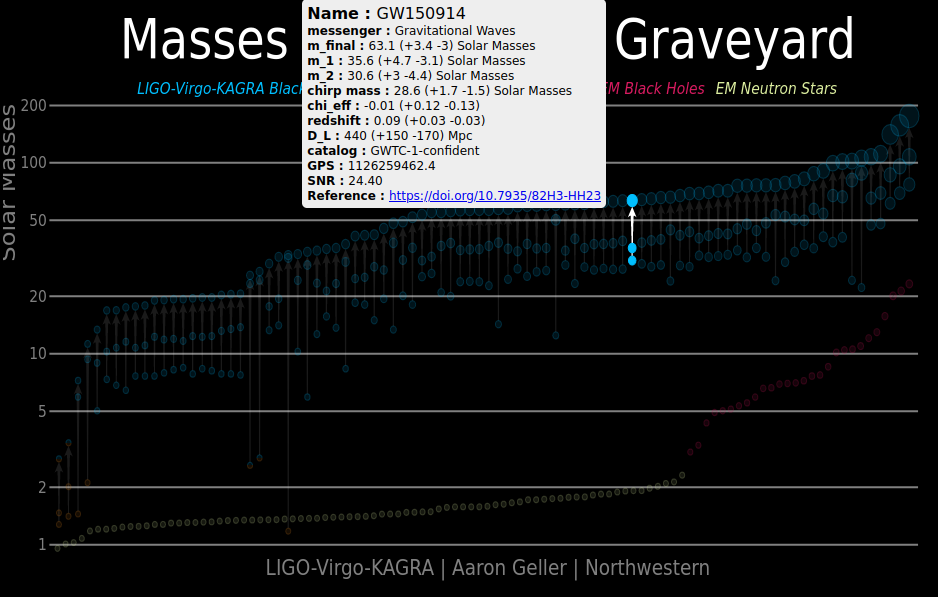 Masses
Graveyard
Name : GW150914
messenger : Gravitational Waves
m_final : 63.1 (+3.4 -3) Solar Masses
m_1 : 35.6 (+4.7 -3.1) Solar Masses
m_2 : 30.6 (+3 -4.4) Solar Masses
chirp mass : 28.6 (+1.7 -1.5) Solar Masses
chi_eff : -0.01 (+0.12 -0.13)
redshift : 0.09 (+0.03 -0.03)
D_L : 440 (+150 -170) Mpc
catalog : GWTC-1-confident
GPS : 1126259462.4
SNR : 24.40
Reference : https://doi.org/10.7935/82H3-HH23
LIGO-Virgo-KAGRA Black
EM Black Holes
EM Neutron Stars
Solar Masses
200
100
50
20
10
5
2
1
LIGO-Virgo-KAGRA | Aaron Geller | Northwestern